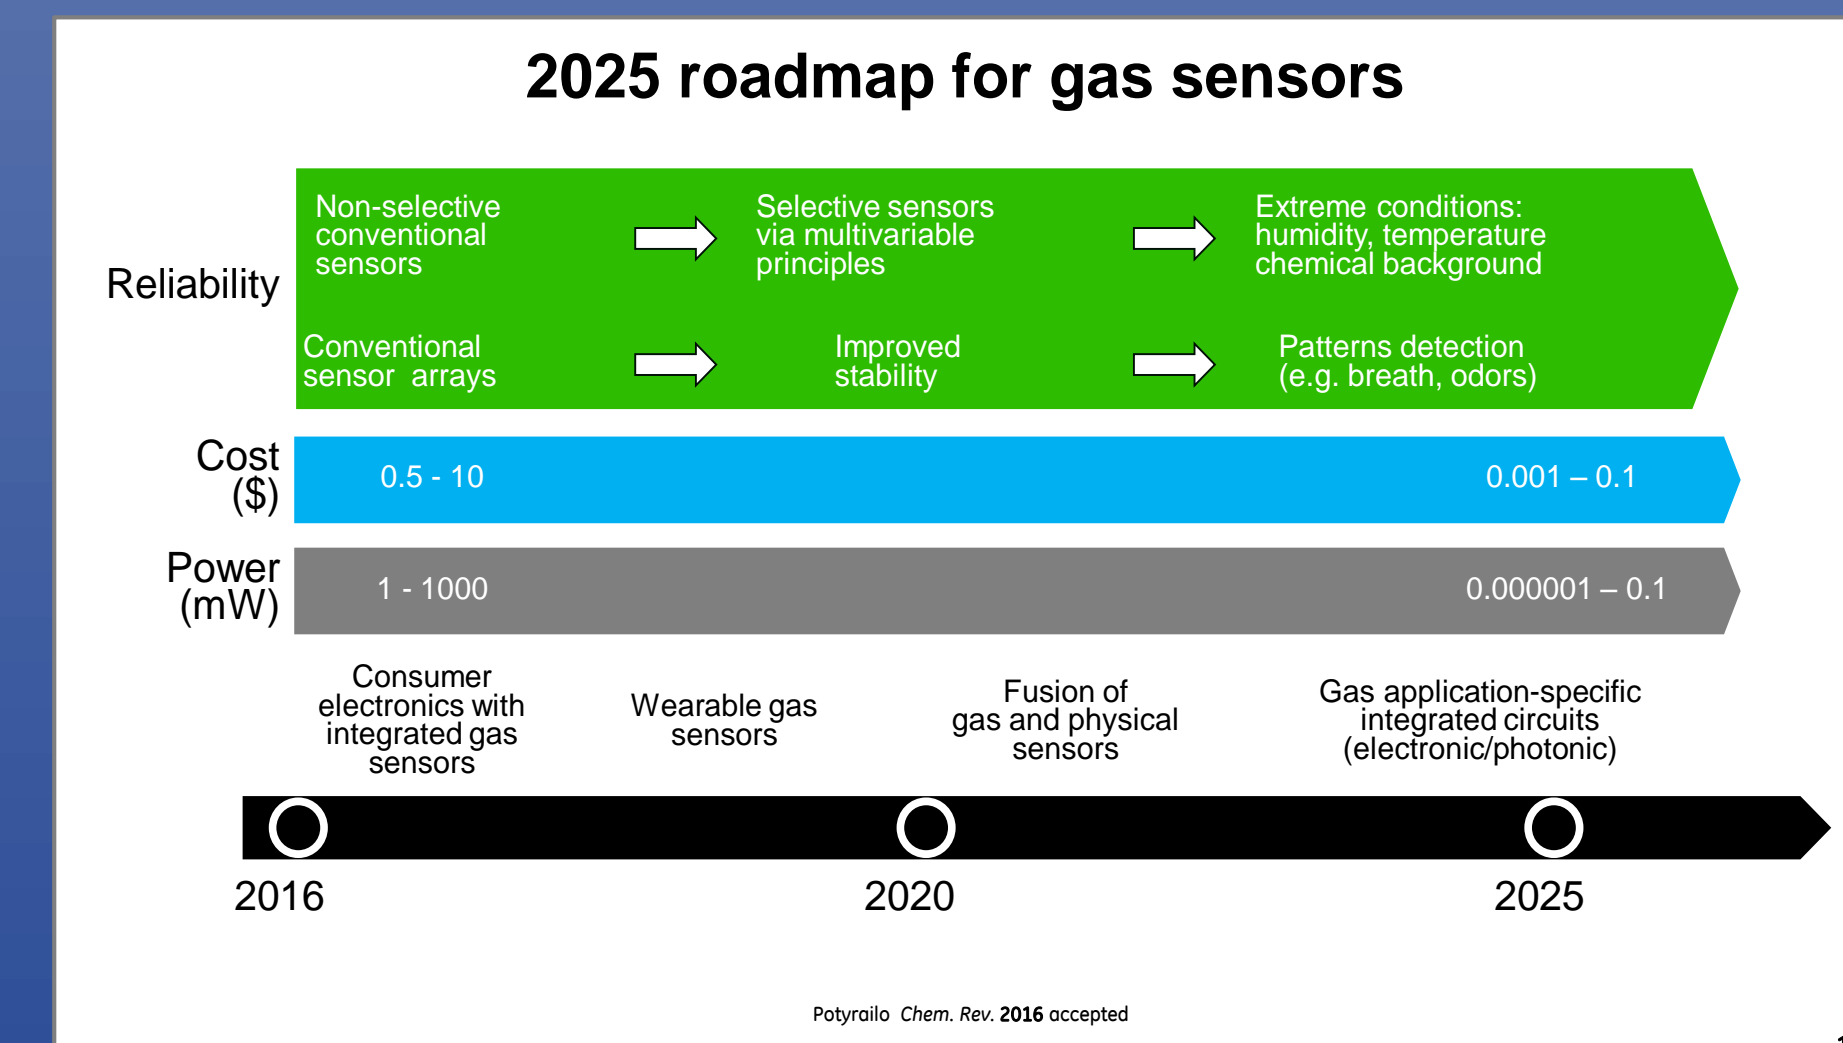 2025 roadmap for gas sensors
Reliability
Non-selective
conventional
sensors
Selective sensors
via multivariable
principles
Extreme conditions:
humidity, temperature
chemical background
Conventional
sensor arrays
Improved
stability
Patterns detection
(e.g. breath, odors)
Cost
($)
0.5 - 10
0.001 – 0.1
Power
(mW)
1 - 1000
0.000001 – 0.1
Consumer
electronics with
integrated gas
sensors
Wearable gas
sensors
Fusion of
gas and physical
sensors
Gas application-specific
integrated circuits
(electronic/photonic)
2016
2020
2025
Potyrailo Chem. Rev. 2016 accepted